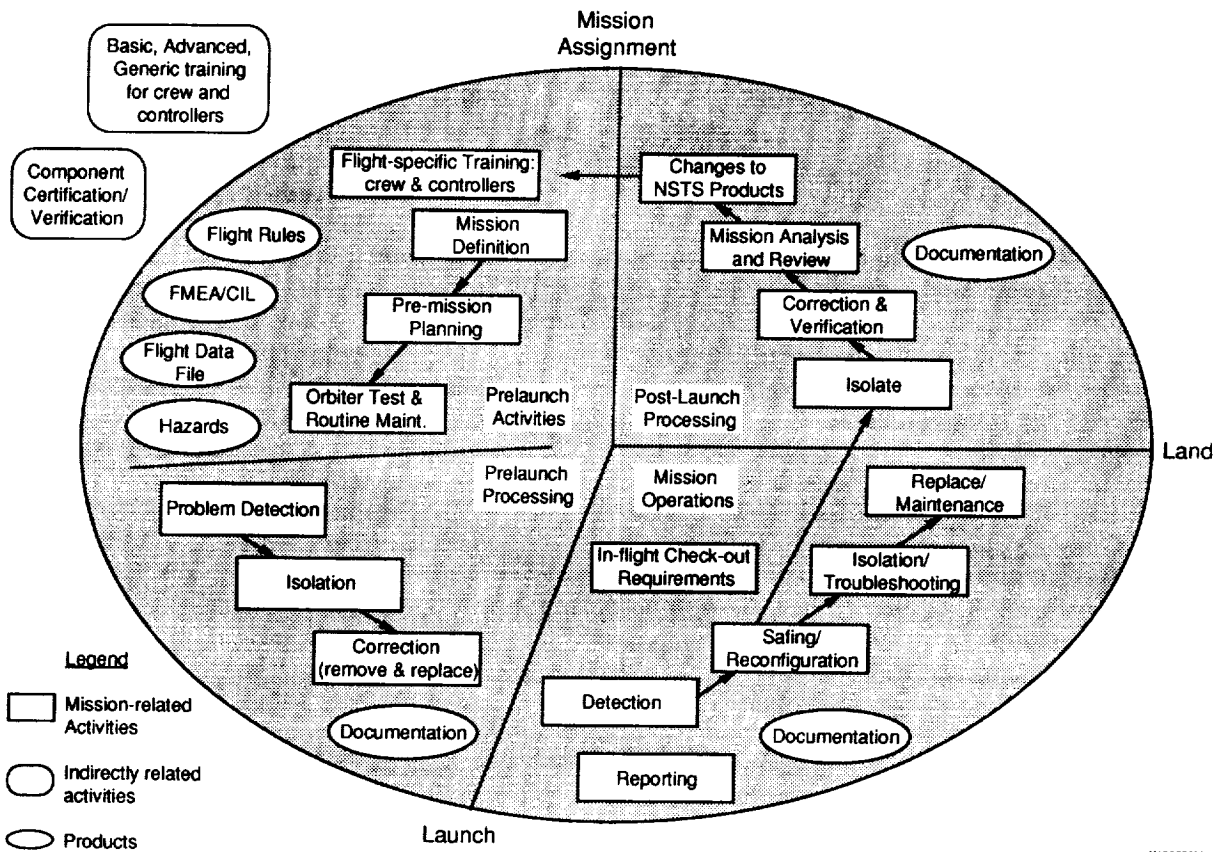 Mission
Assignment
Basic, Advanced,
Generic training
for crew and
controllers
Component
Certification/
Verification
Flight-specific Training:
crew & controllers
Mission
Definition
Pre-mission
Planning
Orbiter Test &
Routine Maint.
Flight Rules
FMEA/CIL
Flight Data
File
Hazards
Prelaunch
Activities
Changes to
NSTS Products
Mission Analysis
and Review
Correction &
Verification
Isolate
Documentation
Post-Launch
Processing
Land
Prelaunch
Processing
Problem Detection
Isolation
Correction
(remove & replace)
Documentation
Mission
Operations
In-flight Check-out
Requirements
Replace/
Maintenance
Isolation/
Troubleshooting
Safing/
Reconfiguration
Detection
Documentation
Reporting
Launch
Legend
Mission-related
Activities
Indirectly related
activities
Products